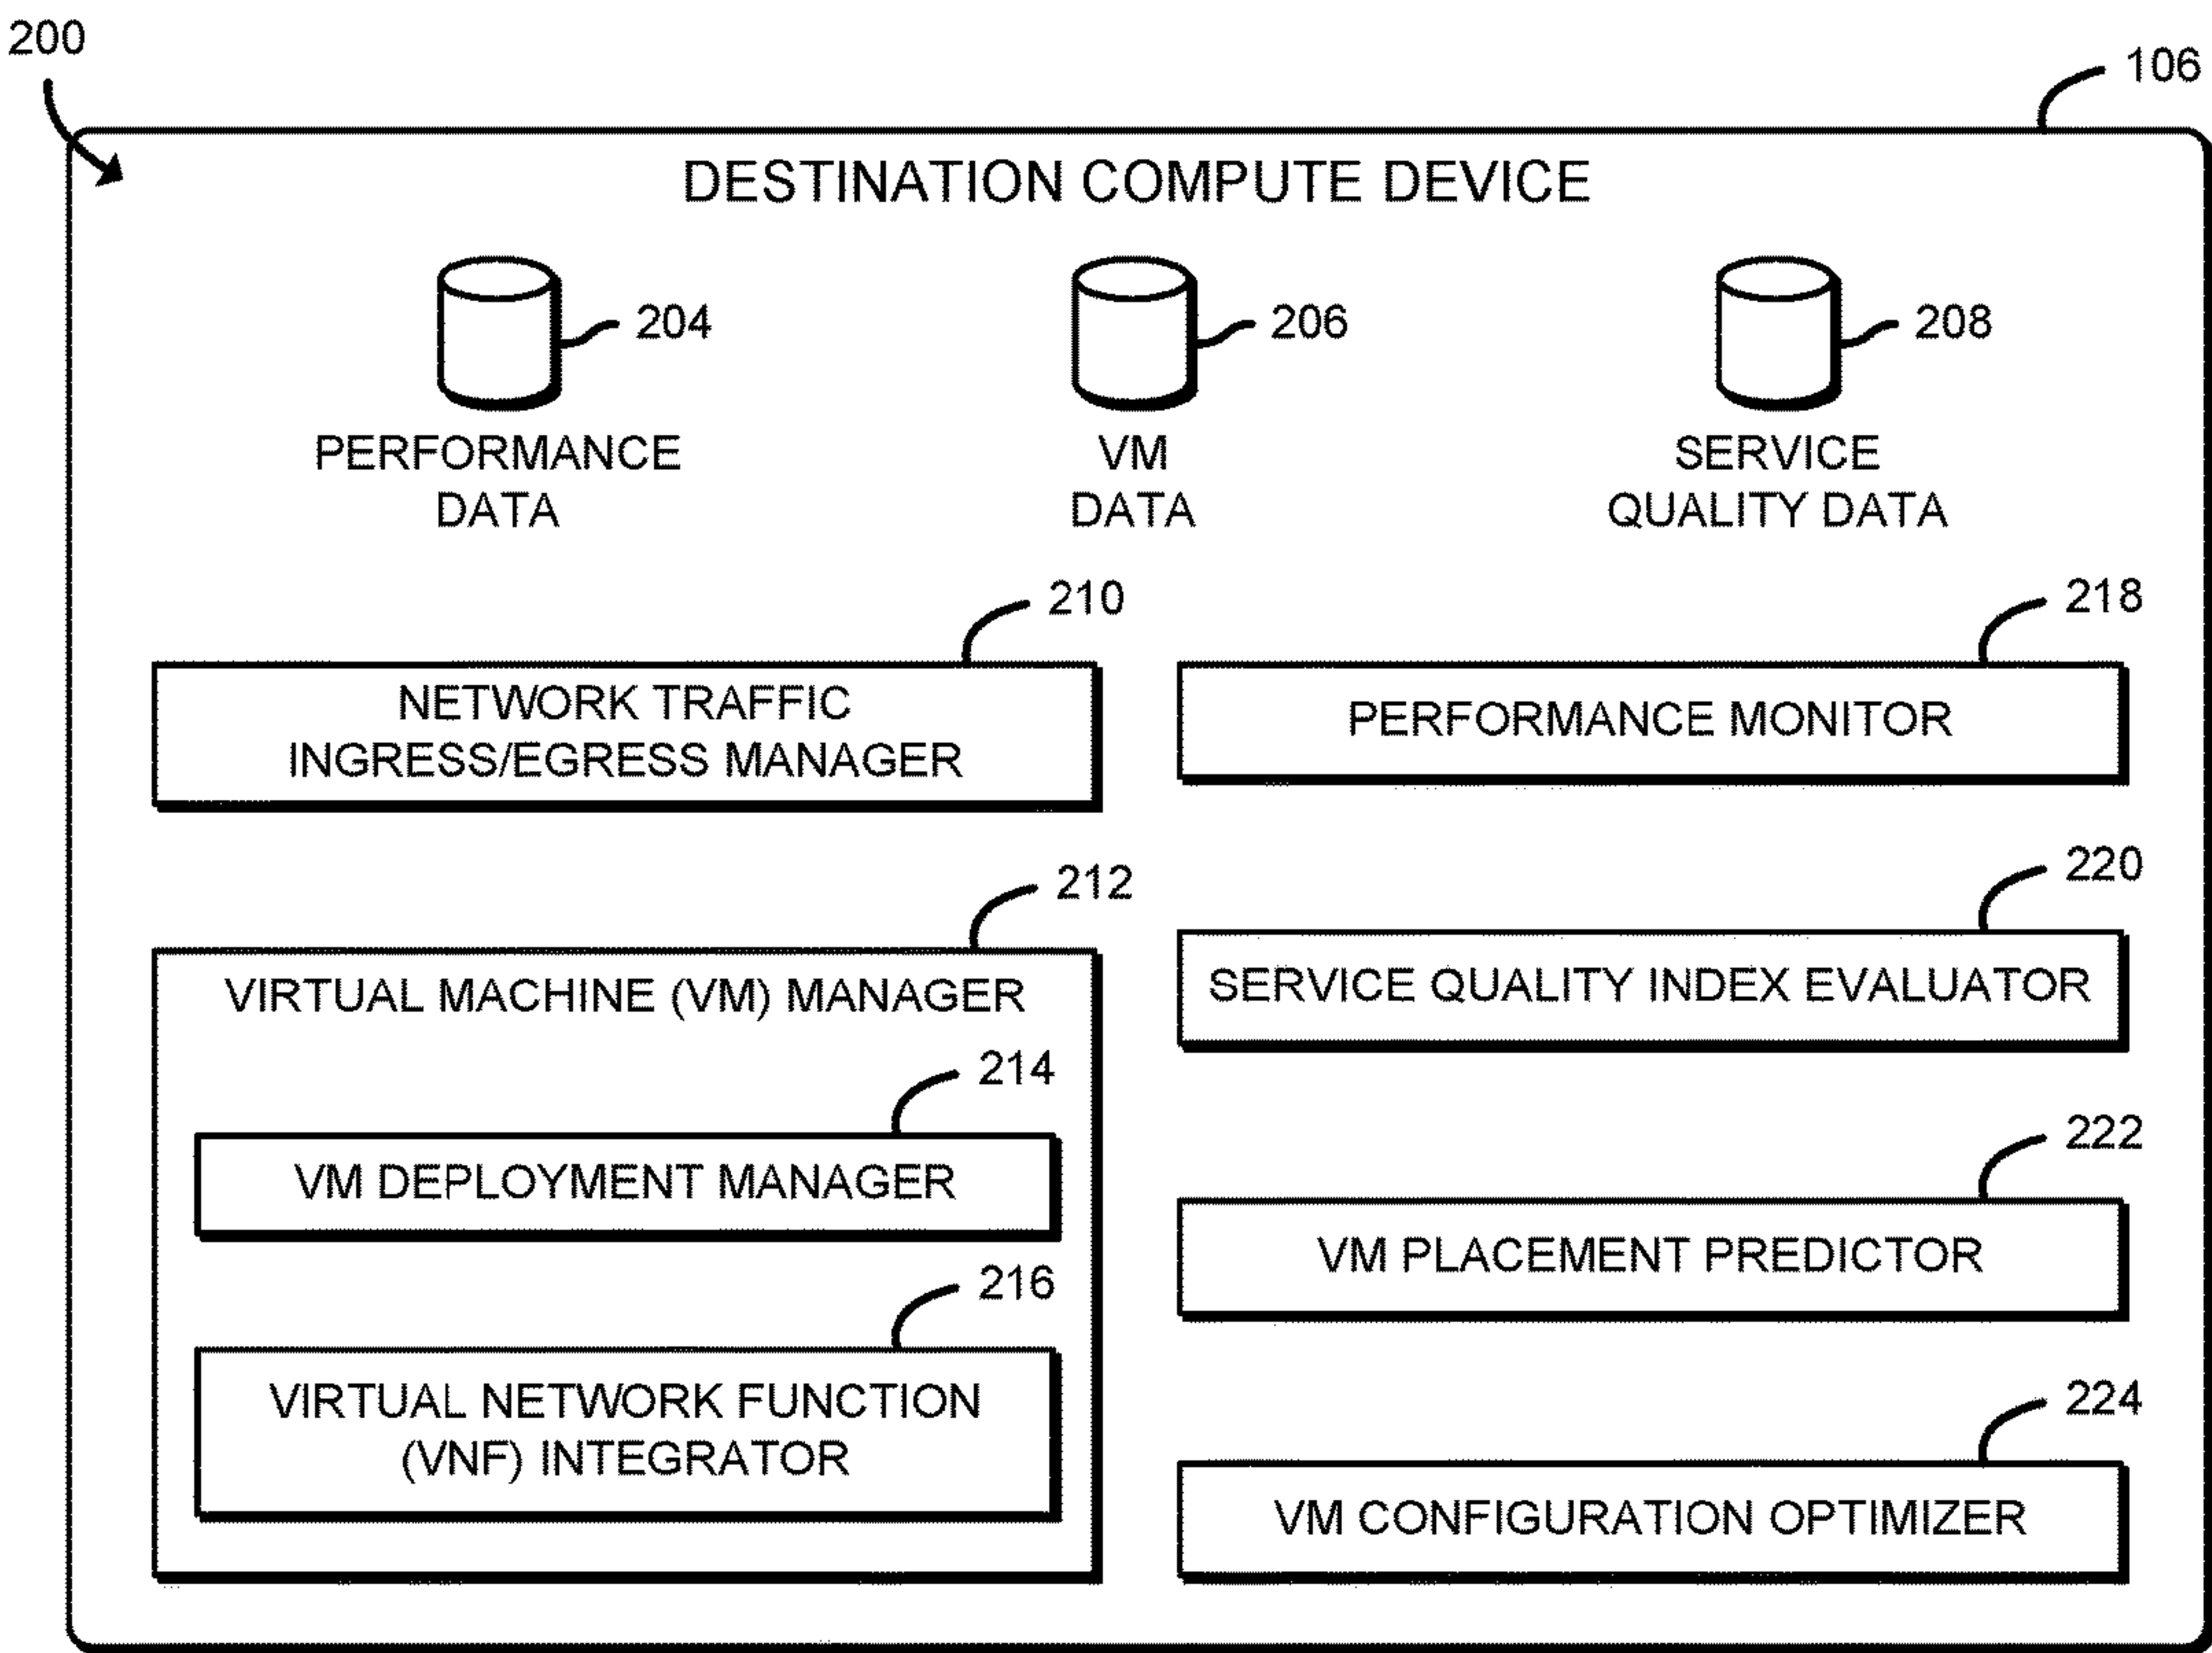 200
106
DESTINATION COMPUTE DEVICE
204
206
208
PERFORMANCE
DATA
VM
DATA
SERVICE
QUALITY DATA
210
NETWORK TRAFFIC
INGRESS/EGRESS MANAGER
212
VIRTUAL MACHINE (VM) MANAGER
214
VM DEPLOYMENT MANAGER
216
VIRTUAL NETWORK FUNCTION
(VNF) INTEGRATOR
218
PERFORMANCE MONITOR
220
SERVICE QUALITY INDEX EVALUATOR
222
VM PLACEMENT PREDICTOR
224
VM CONFIGURATION OPTIMIZER